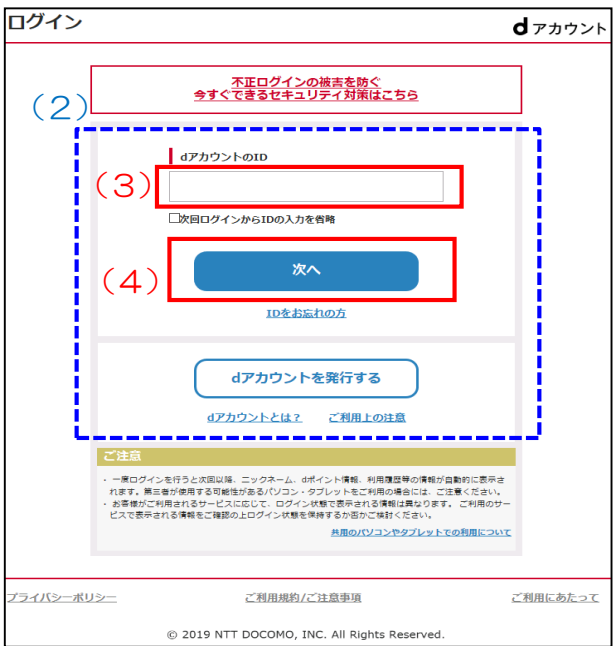 ログイン
dアカウント
不正ログインの被害を防ぐ
今すぐできるセキュリティ対策はこちら
(2)
dアカウントのID
(3)
次回ログインからIDの入力を省略
次へ
(4)
IDをお忘れの方
dアカウントを発行する
dアカウントとは? ご利用上の注意
ご注意
・ 一度ログインを行うと次回以降、ニックネーム、dポイント情報、利用履歴等の情報が自動的に表示さ
れます。第三者が使用する可能性があるパソコン・タブレットをご利用の場合には、ご注意ください。
・ お客様がご利用されるサービスに応じて、ログイン状態で表示される情報は異なります。 ご利用のサー
ビスで表示される情報をご確認の上ログイン状態を保持するか否かご検討ください。
共用のパソコンやタブレットでの利用について
プライバシーポリシー ご利用規約/ご注意事項 ご利用にあたって
© 2019 NTT DOCOMO, INC. All Rights Reserved.